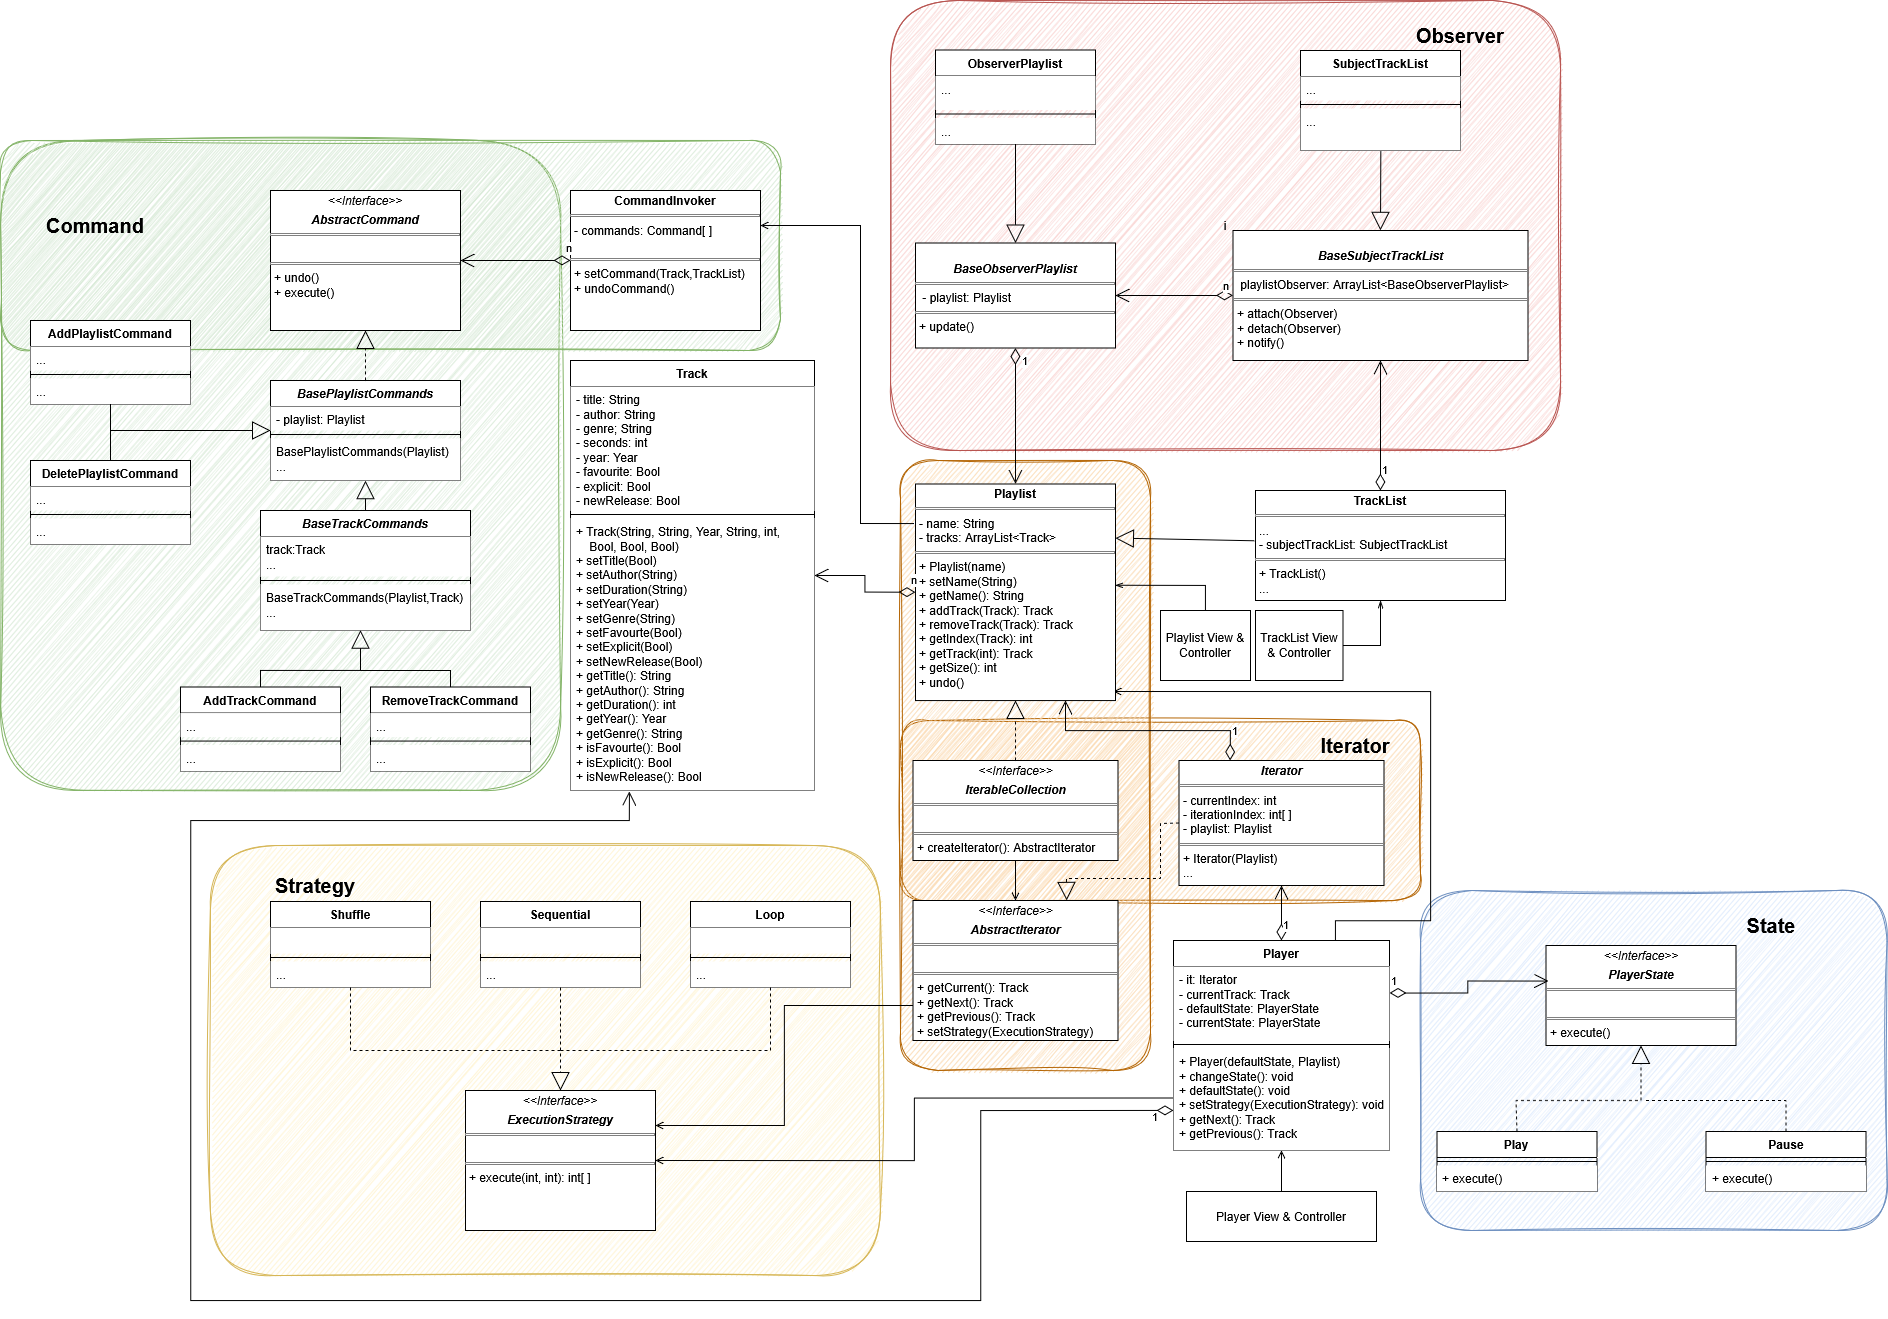 Observer
ObserverPlaylist
...
...
SubjectTrackList
...
...
i
BaseObserverPlaylist
- playlist: Playlist
+ update()
1
n
BaseSubjectTrackList
playlistObserver: ArrayList<BaseObserverPlaylist>
+ attach(Observer)
+ detach(Observer)
+ notify()
Command
<<Interface>>
AbstractCommand
+ undo()
+ execute()
n
CommandInvoker
- commands: Command[ ]
+ setCommand(Track,TrackList)
+ undoCommand()
AddPlaylistCommand
...
...
BasePlaylistCommands
- playlist: Playlist
BasePlaylistCommands(Playlist)
...
DeletePlaylistCommand
...
...
BaseTrackCommands
track:Track
...
BaseTrackCommands(Playlist,Track)
...
AddTrackCommand
...
...
RemoveTrackCommand
...
...
Track
- title: String
- author: String
- genre; String
- seconds: int
- year: Year
- favourite: Bool
- explicit: Bool
- newRelease: Bool
+ Track(String, String, Year, String, int,
Bool, Bool, Bool)
+ setTitle(Bool)
+ setAuthor(String)
+ setDuration(String)
+ setYear(Year)
+ setGenre(String)
+ setFavourte(Bool)
+ setExplicit(Bool)
+ setNewRelease(Bool)
+ getTitle(): String
+ getAuthor(): String
+ getDuration(): int
+ getYear(): Year
+ getGenre(): String
+ isFavourte(): Bool
+ isExplicit(): Bool
+ isNewRelease(): Bool
Playlist
- name: String
- tracks: ArrayList<Track>
n
+ Playlist(name)
+ setName(String)
+ getName(): String
+ addTrack(Track): Track
+ removeTrack(Track): Track
+ getIndex(Track): int
+ getTrack(int): Track
+ getSize(): int
+ undo()
1
TrackList
...
- subjectTrackList: SubjectTrackList
+ TrackList()
...
Playlist View &
Controller
TrackList View
& Controller
Iterator
1
<<Interface>>
IterableCollection
+ createIterator(): AbstractIterator
Iterator
- currentIndex: int
- iterationIndex: int[ ]
- playlist: Playlist
+ Iterator(Playlist)
...
<<Interface>>
AbstractIterator
+ getCurrent(): Track
+ getNext(): Track
+ getPrevious(): Track
+ setStrategy(ExecutionStrategy)
1
Player
- it: Iterator
- currentTrack: Track
- defaultState: PlayerState
- currentState: PlayerState
+ Player(defaultState, Playlist)
+ changeState(): void
+ defaultState(): void
+ setStrategy(ExecutionStrategy): void
+ getNext(): Track
+ getPrevious(): Track
1
1
Player View & Controller
State
<<Interface>>
PlayerState
+ execute()
Play
+ execute()
Pause
+ execute()
Strategy
Shuffle
...
Sequential
...
Loop
...
<<Interface>>
ExecutionStrategy
+ execute(int, int): int[ ]